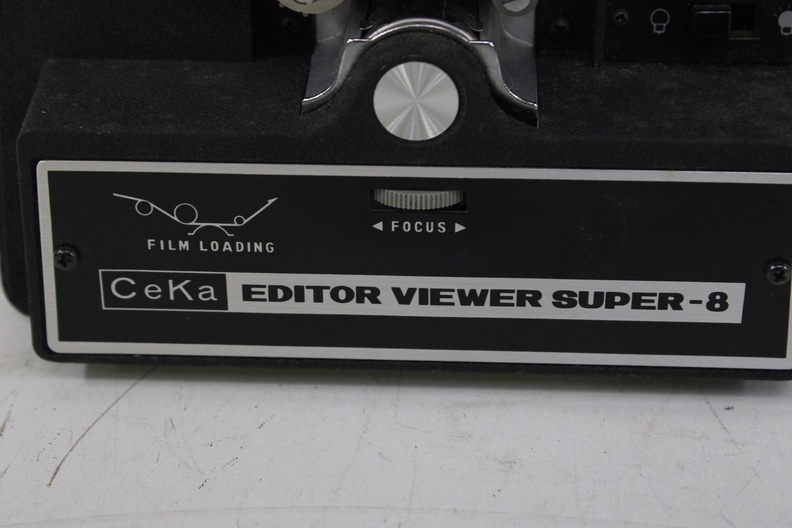 ◀ FOCUS ▶
FILM LOADING
CeKa EDITOR VIEWER SUPER-8